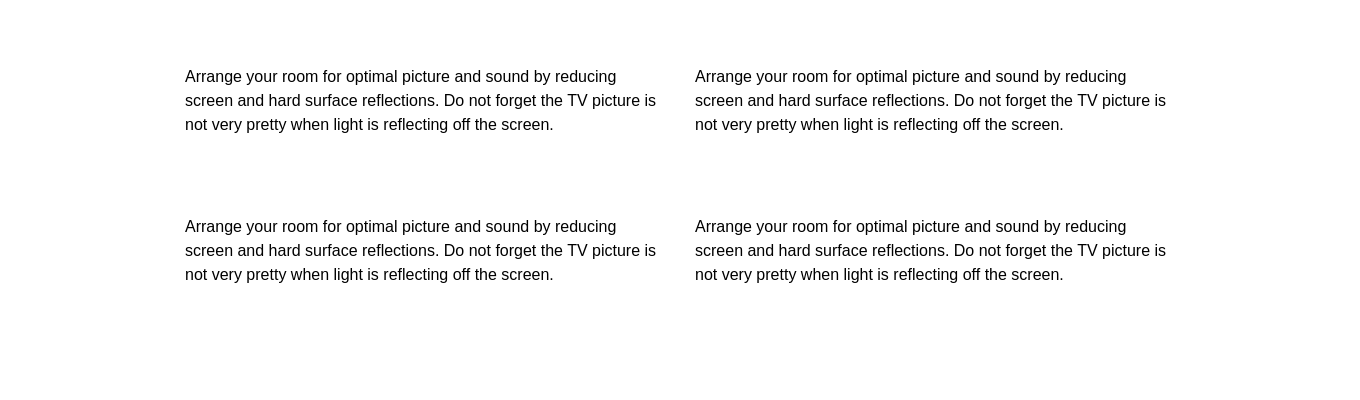 Arrange your room for optimal picture and sound by reducing
screen and hard surface reflections. Do not forget the TV picture is
not very pretty when light is reflecting off the screen.
Arrange your room for optimal picture and sound by reducing
screen and hard surface reflections. Do not forget the TV picture is
not very pretty when light is reflecting off the screen.
Arrange your room for optimal picture and sound by reducing
screen and hard surface reflections. Do not forget the TV picture is
not very pretty when light is reflecting off the screen.
Arrange your room for optimal picture and sound by reducing
screen and hard surface reflections. Do not forget the TV picture is
not very pretty when light is reflecting off the screen.